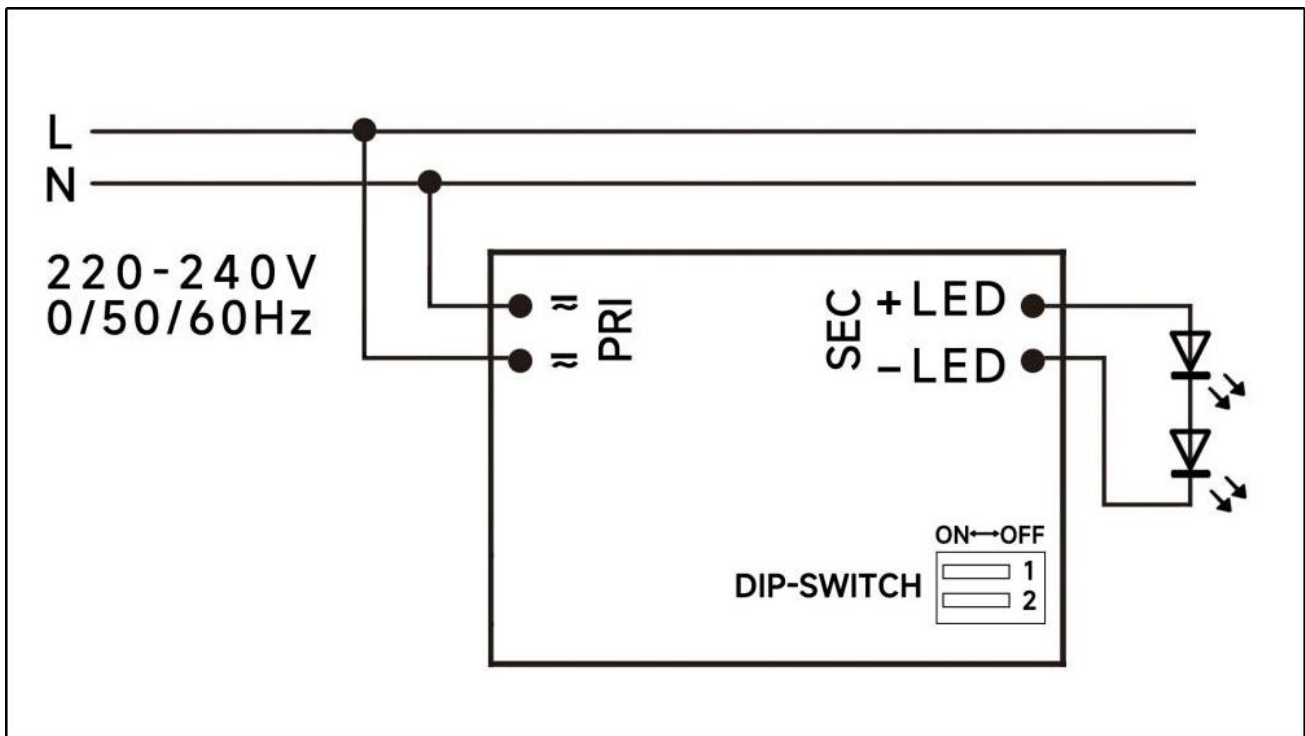 L
N
220-240V
0/50/60Hz
PRI
SEC
+LED
-LED
ON↔OFF
DIP-SWITCH
1
2